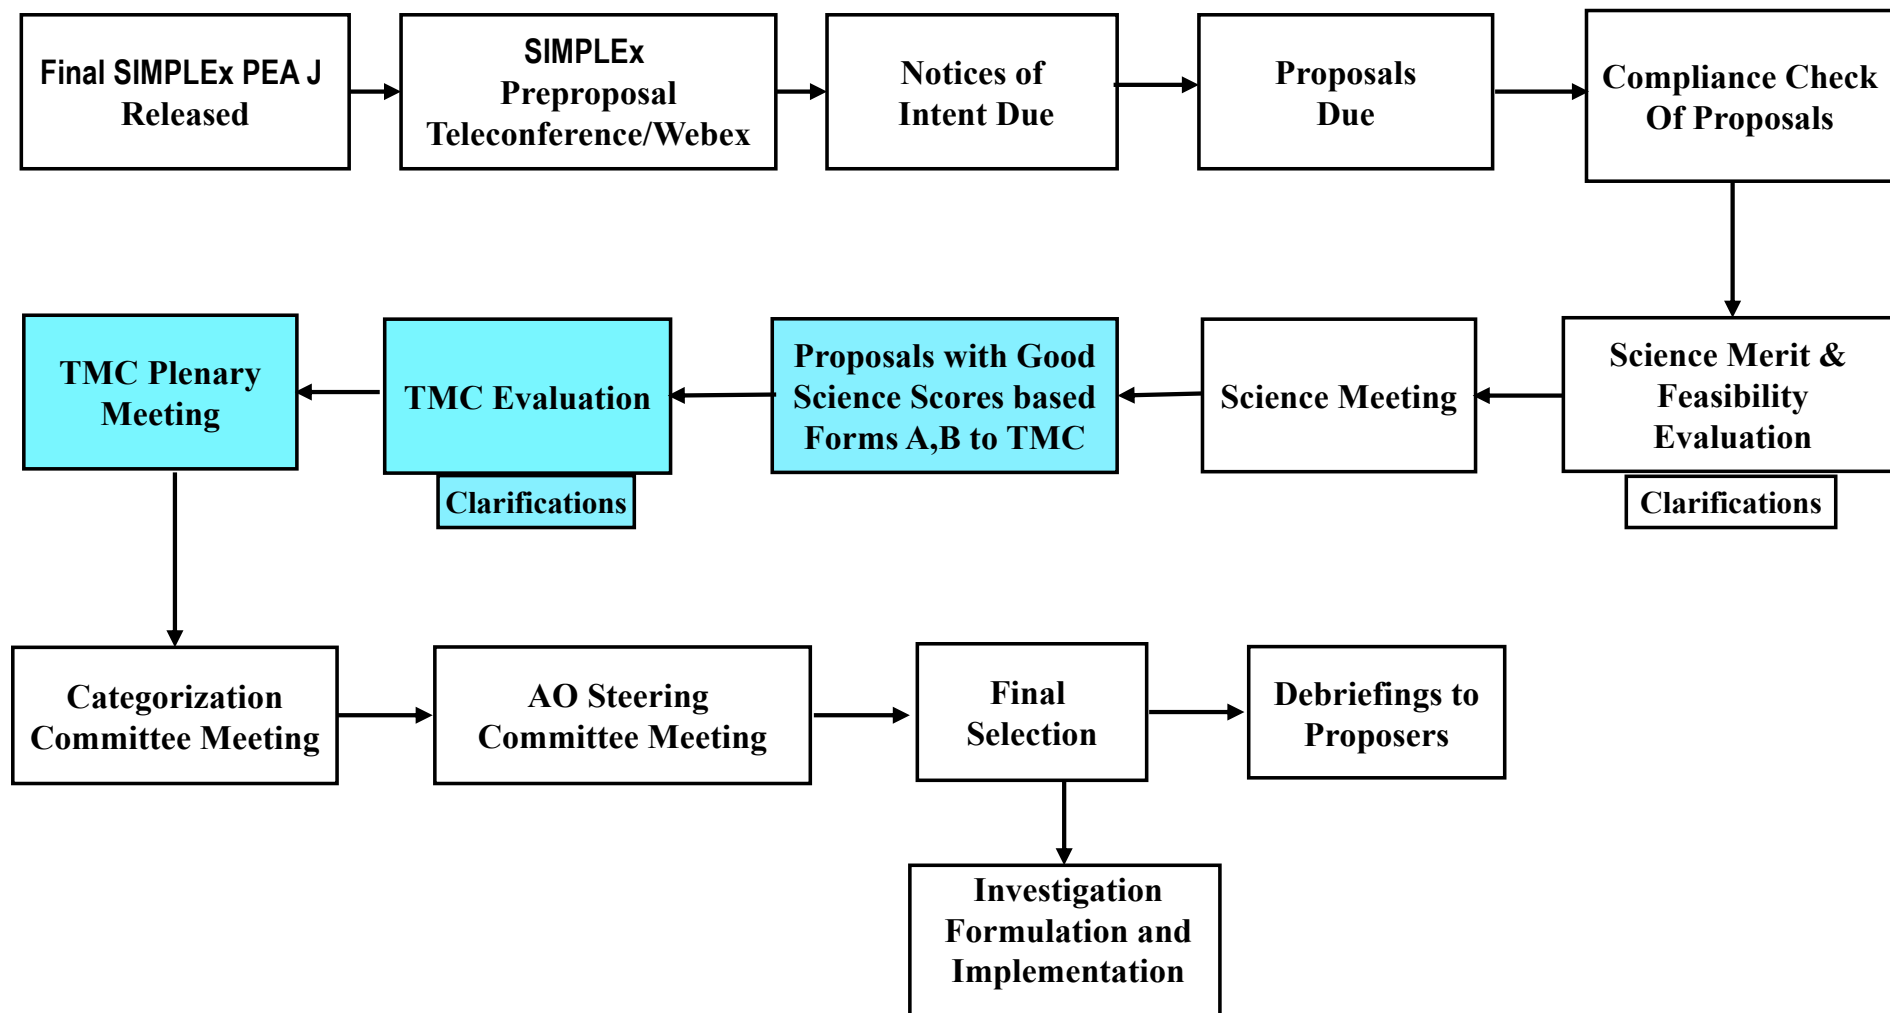 Final SIMPLEx PEA J
Released
SIMPLEx
Preproposal
Teleconference/Webex
Notices of
Intent Due
Proposals
Due
Compliance Check
Of Proposals
TMC Plenary
Meeting
TMC Evaluation
Clarifications
Proposals with Good
Science Scores based
Forms A,B to TMC
Science Meeting
Science Merit &
Feasibility
Evaluation
Clarifications
Categorization
Committee Meeting
AO Steering
Committee Meeting
Final
Selection
Debriefings to
Proposers
Investigation
Formulation and
Implementation